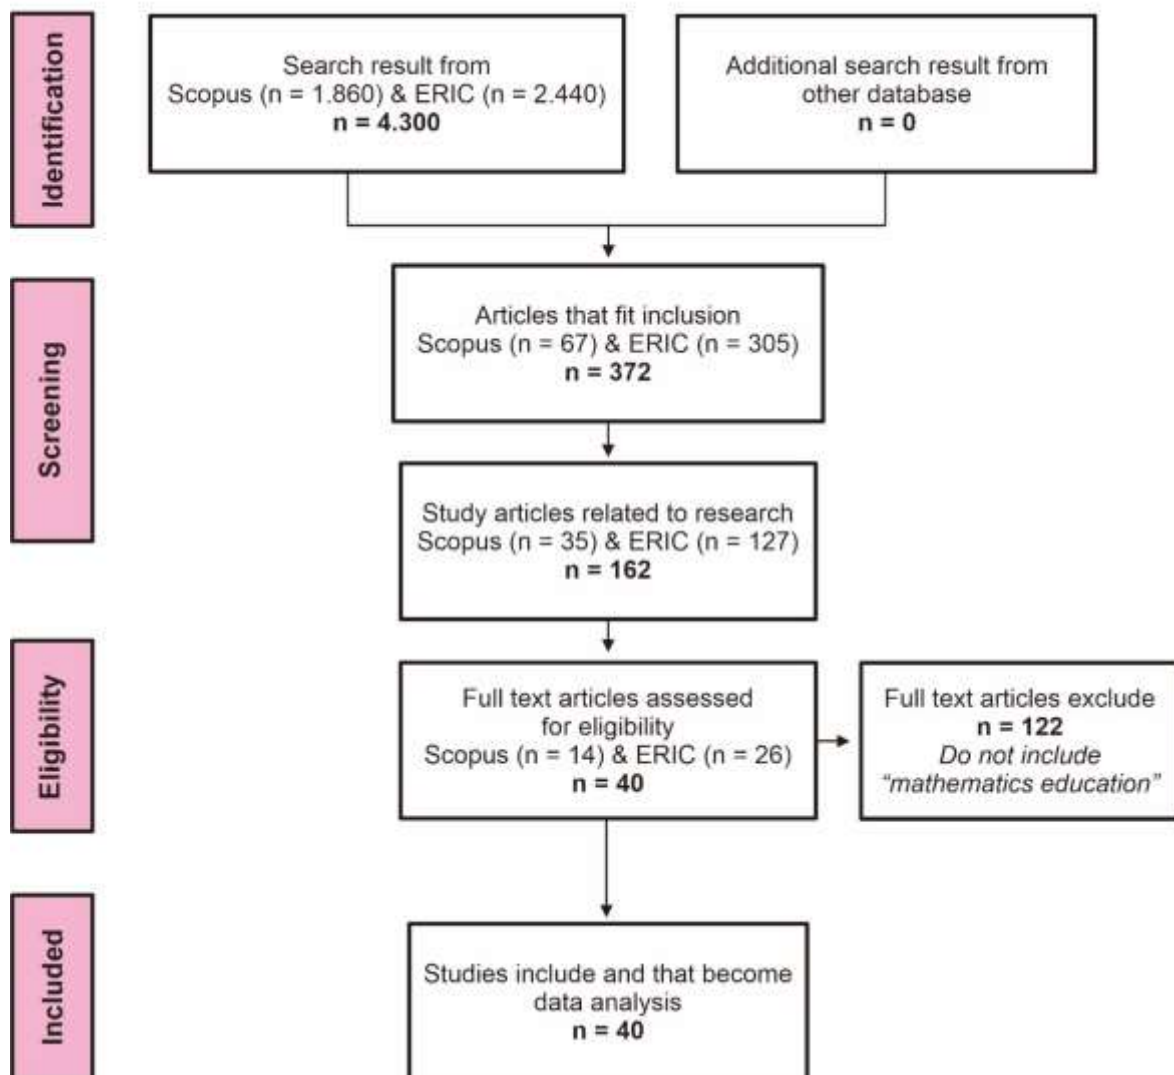 Identification
Search result from
Scopus (n = 1.860) & ERIC (n = 2.440)
n = 4.300
Additional search result from
other database
n = 0
Screening
Articles that fit inclusion
Scopus (n = 67) & ERIC (n = 305)
n = 372
Study articles related to research
Scopus (n = 35) & ERIC (n = 127)
n = 162
Eligibility
Full text articles assessed
for eligibility
Scopus (n = 14) & ERIC (n = 26)
n = 40
Full text articles exclude
n = 122
Do not include
“mathematics education”
Included
Studies include and that become
data analysis
n = 40